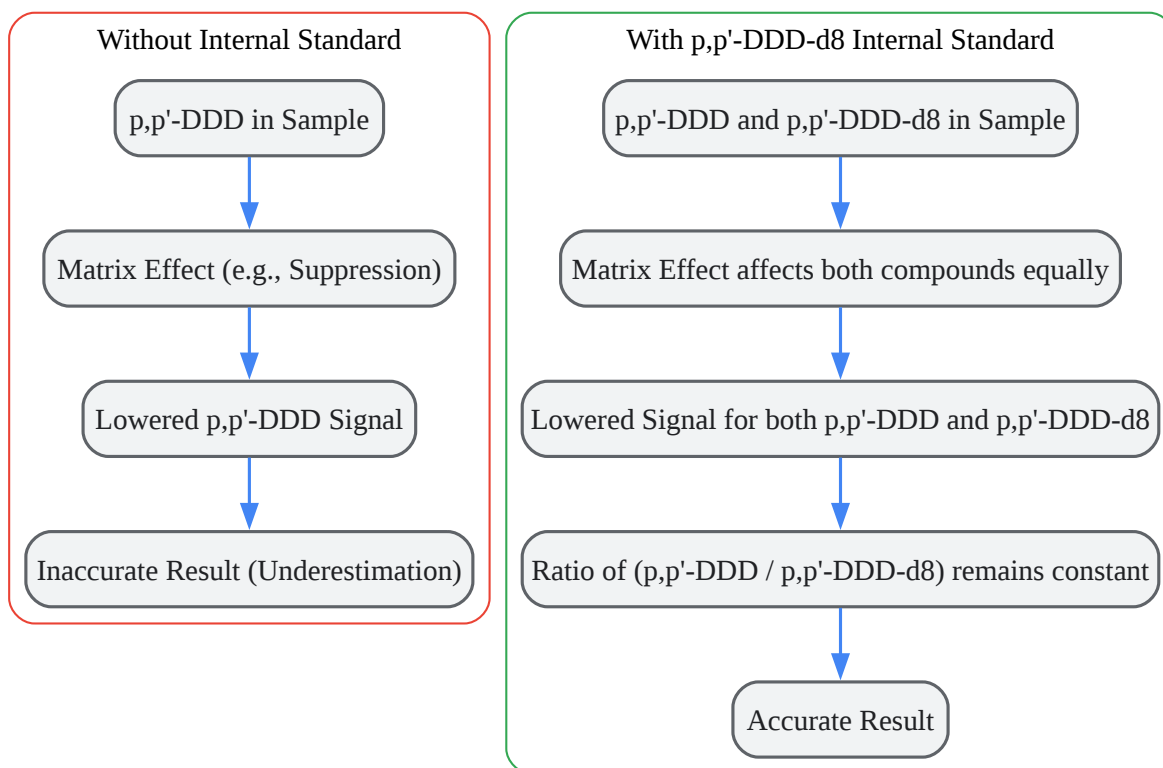 Without Internal Standard
p,p'-DDD in Sample
Matrix Effect (e.g., Suppression)
Lowered p,p'-DDD Signal
Inaccurate Result (Underestimation)
With p,p'-DDD-d8 Internal Standard
p,p'-DDD and p,p'-DDD-d8 in Sample
Matrix Effect affects both compounds equally
Lowered Signal for both p,p'-DDD and p,p'-DDD-d8
Ratio of (p,p'-DDD / p,p'-DDD-d8) remains constant
Accurate Result